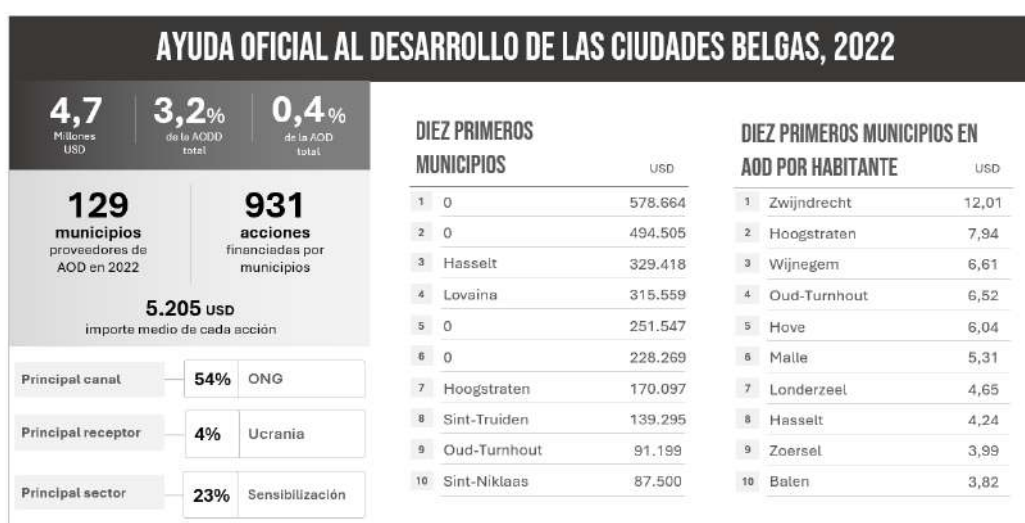 AYUDA OFICIAL AL DESARROLLO DE LAS CIUDADES BELGAS, 2022
4,7
Millones
USD
3,2%
de la AODD
total
0,4%
de la AOD
total
129
municipios
proveedores de
AOD en 2022
931
acciones
financiadas por
municipios
5.205 USD
importe medio de cada acción
Principal canal 54% ONG
Principal receptor 4% Ucrania
Principal sector 23% Sensibilización
DIEZ PRIMEROS
MUNICIPIOS USD
1 0 578.664
2 0 494.505
3 Hasselt 329.418
4 Lovaina 315.559
5 0 251.547
6 0 228.269
7 Hoogstraten 170.097
8 Sint-Truiden 139.295
9 Oud-Turnhout 91.199
10 Sint-Niklaas 87.500
DIEZ PRIMEROS MUNICIPIOS EN
AOD POR HABITANTE USD
1 Zwijndrecht 12,01
2 Hoogstraten 7,94
3 Wijnegem 6,61
4 Oud-Turnhout 6,52
5 Hove 6,04
6 Malle 5,31
7 Londerzeel 4,65
8 Hasselt 4,24
9 Zoersel 3,99
10 Balen 3,82